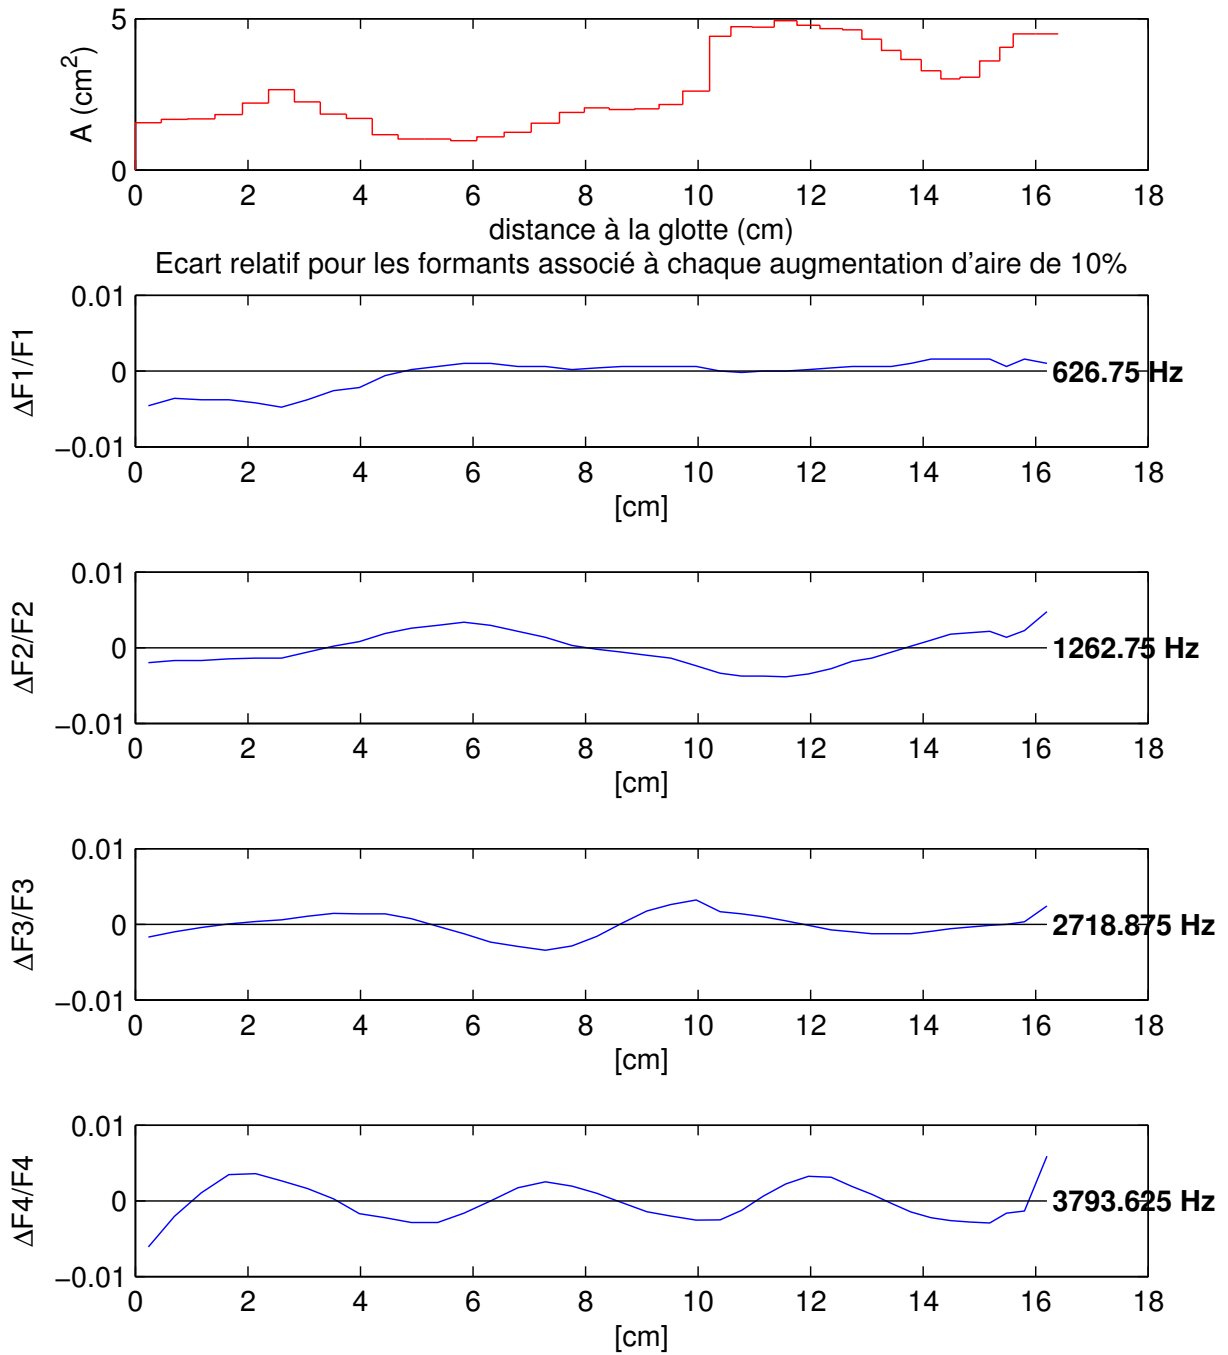 5
A (cm²)
0
0 2 4 6 8 10 12 14 16 18
distance à la glotte (cm)
Ecart relatif pour les formants associé à chaque augmentation d'aire de 10%
0.01
ΔF1/F1
0
626.75 Hz
−0.01
0 2 4 6 8 10 12 14 16 18
[cm]
0.01
ΔF2/F2
0
1262.75 Hz
−0.01
0 2 4 6 8 10 12 14 16 18
[cm]
0.01
ΔF3/F3
0
2718.875 Hz
−0.01
0 2 4 6 8 10 12 14 16 18
[cm]
0.01
ΔF4/F4
0
3793.625 Hz
−0.01
0 2 4 6 8 10 12 14 16 18
[cm]